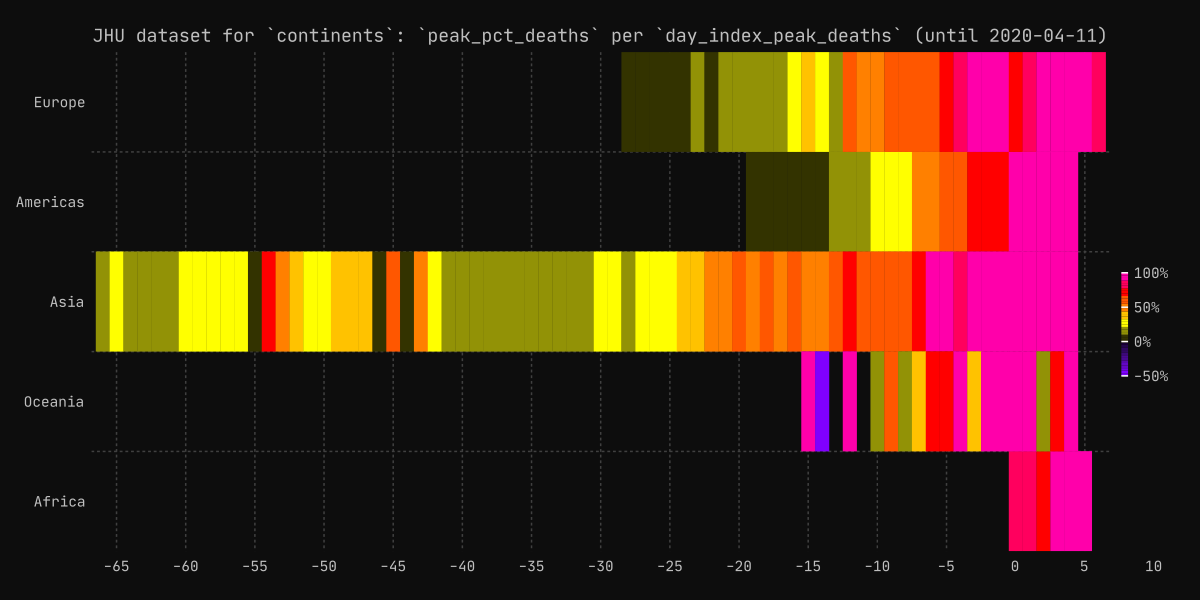 JHU dataset for `continents`: `peak_pct_deaths` per `day_index_peak_deaths` (until 2020-04-11)
Europe
Americas
Asia
Oceania
Africa
100%
50%
0%
-50%
-65 -60 -55 -50 -45 -40 -35 -30 -25 -20 -15 -10 -5 0 5 10